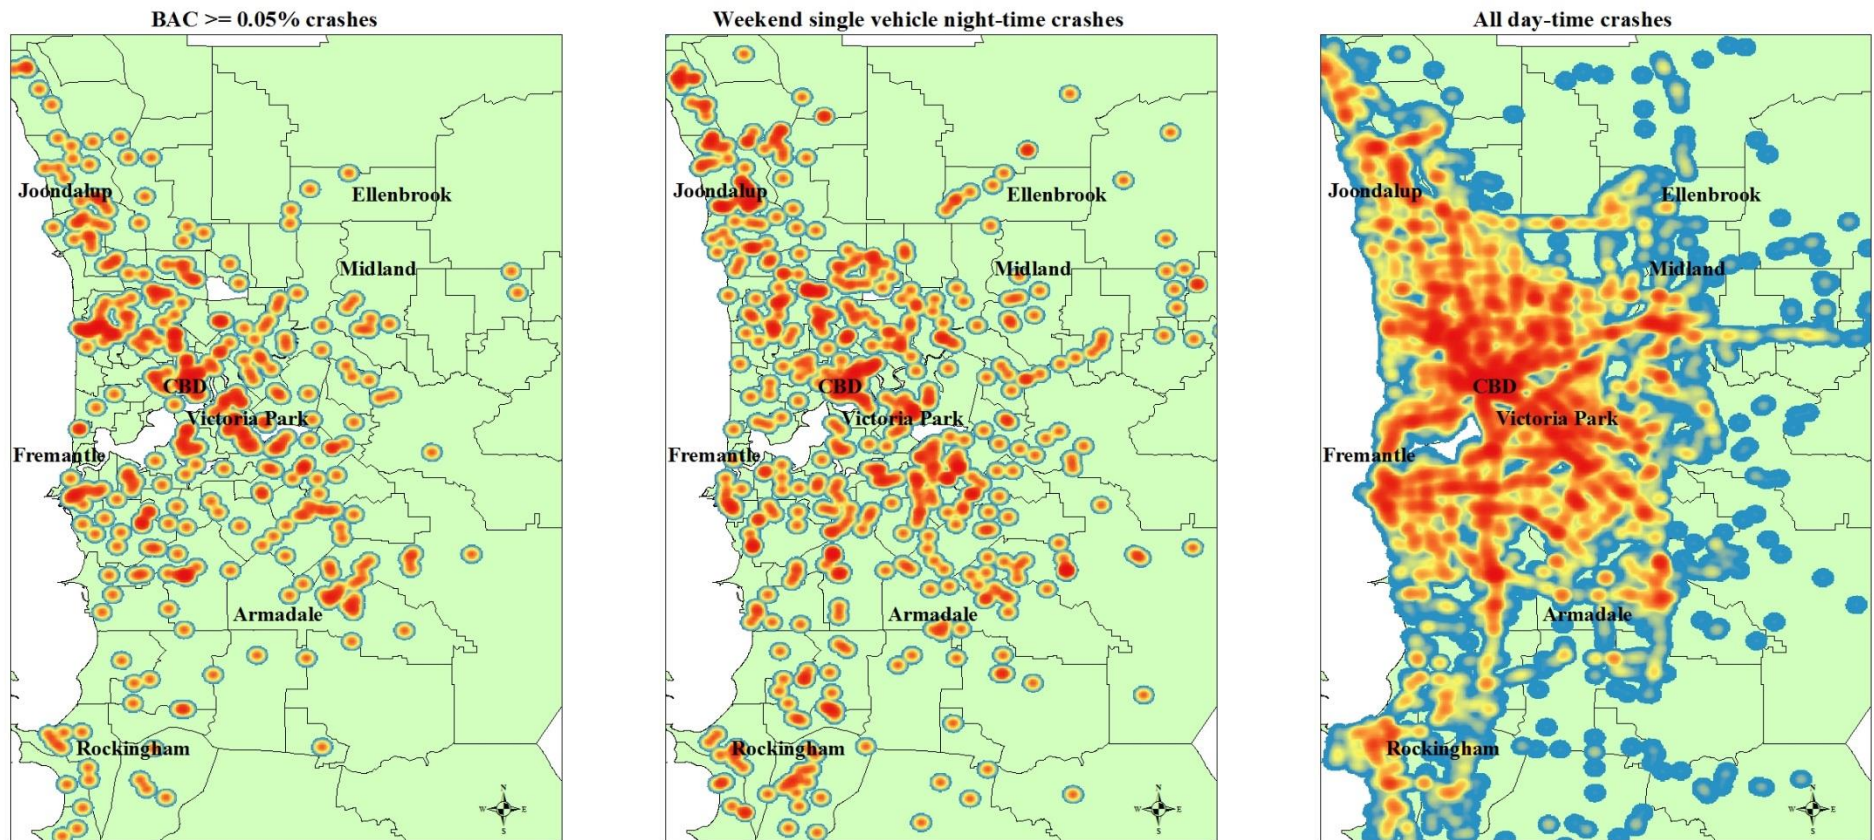 BAC >= 0.05% crashes
Joondalup
Ellenbrook
Midland
CBD
Victoria Park
Fremantle
Armadale
Rockingham
N
W E
S
Weekend single vehicle night-time crashes
Joondalup
Ellenbrook
Midland
CBD
Victoria Park
Fremantle
Armadale
Rockingham
N
W E
S
All day-time crashes
Joondalup
Ellenbrook
Midland
CBD
Victoria Park
Fremantle
Armadale
Rockingham
N
W E
S